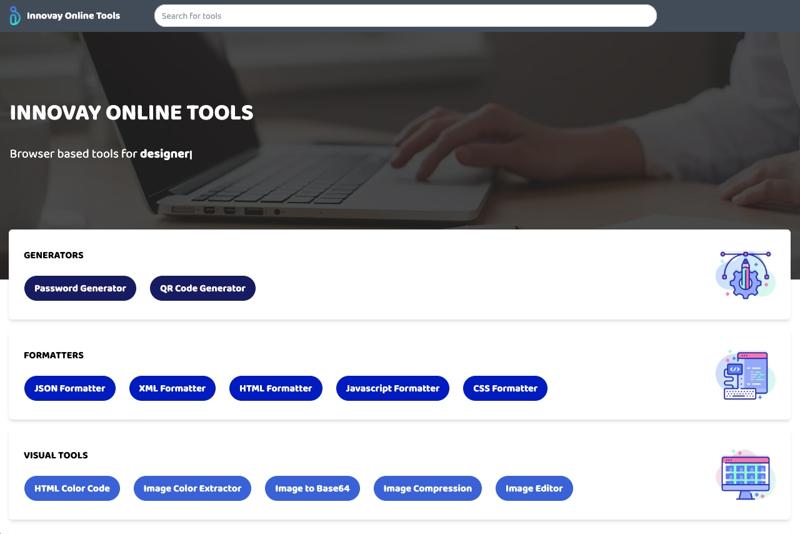 Innovay Online Tools
Search for tools
INNOVAY ONLINE TOOLS
Browser based tools for designer|
GENERATORS
Password Generator QR Code Generator
FORMATTERS
JSON Formatter XML Formatter HTML Formatter Javascript Formatter CSS Formatter
VISUAL TOOLS
HTML Color Code Image Color Extractor Image to Base64 Image Compression Image Editor